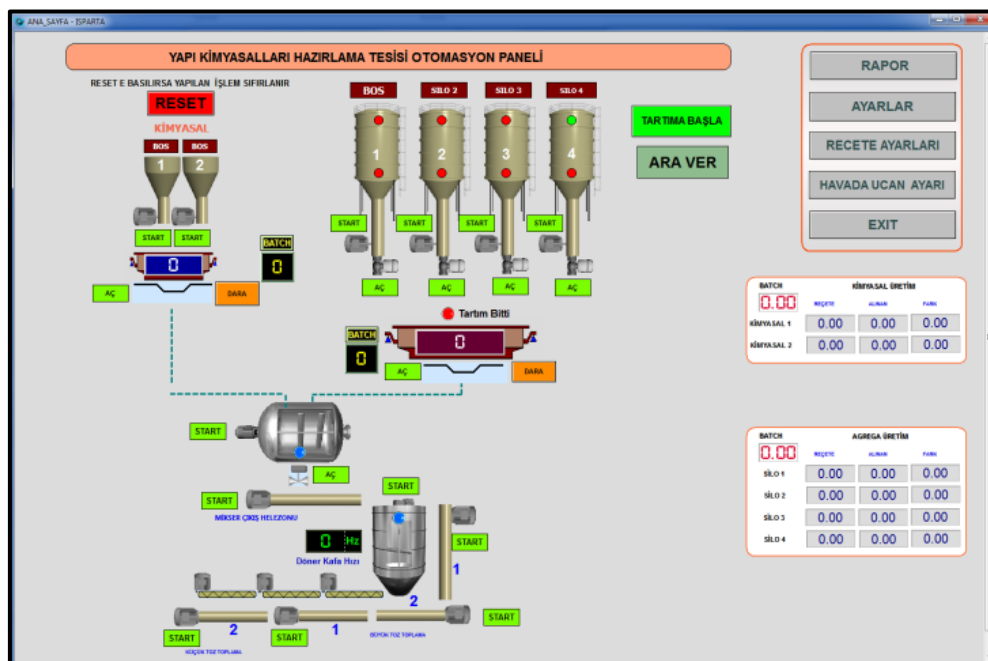 ANA_SAYFA - ISPARTA
YAPI KİMYASALLARI HAZIRLAMA TESİSİ OTOMASYON PANELİ
RESET E BASILIRSA YAPILAN İŞLEM SIFIRLANIR
RESET
KİMYASAL
BOS BOS
1 2
START START
BATCH
0
0
AÇ
DARA
BOS SILO 2 SILO 3 SILO 4
1 2 3 4
START START START START
AÇ AÇ AÇ AÇ
TARTIMA BAŞLA
ARA VER
Tartım Bitti
BATCH
0
0
AÇ
DARA
RAPOR
AYARLAR
RECETE AYARLARI
HAVADA UCAN AYARI
EXIT
BATCH KİMYASAL ÜRETİM
0.00 REÇETE ALINAN FARK
KİMYASAL 1 0.00 0.00 0.00
KİMYASAL 2 0.00 0.00 0.00
BATCH AGREGA ÜRETİM
0.00 REÇETE ALINAN FARK
SİLO 1 0.00 0.00 0.00
SİLO 2 0.00 0.00 0.00
SİLO 3 0.00 0.00 0.00
SİLO 4 0.00 0.00 0.00
START
AÇ
START
START
MİKSER ÇIKIŞ HELEZONU
0 Hz
Döner Kafa Hızı
START
1
2
2 1
START START START
BÜYÜK TOZ TOPLAMA
KÜÇÜK TOZ TOPLAMA